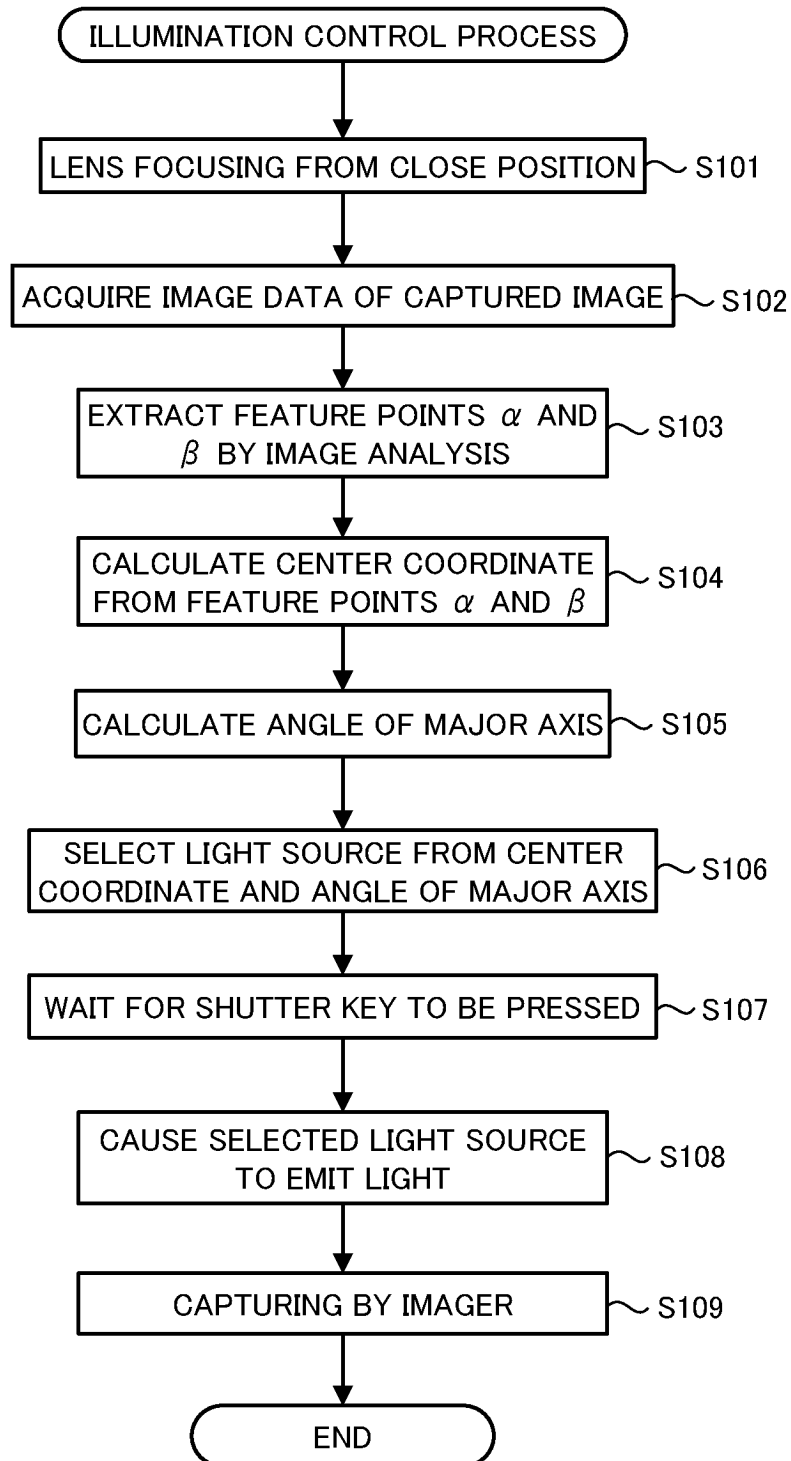 ILLUMINATION CONTROL PROCESS
LENS FOCUSING FROM CLOSE POSITION
S101
ACQUIRE IMAGE DATA OF CAPTURED IMAGE
S102
EXTRACT FEATURE POINTS α AND
β BY IMAGE ANALYSIS
S103
CALCULATE CENTER COORDINATE
FROM FEATURE POINTS α AND β
S104
CALCULATE ANGLE OF MAJOR AXIS
S105
SELECT LIGHT SOURCE FROM CENTER
COORDINATE AND ANGLE OF MAJOR AXIS
S106
WAIT FOR SHUTTER KEY TO BE PRESSED
S107
CAUSE SELECTED LIGHT SOURCE
TO EMIT LIGHT
S108
CAPTURING BY IMAGER
S109
END